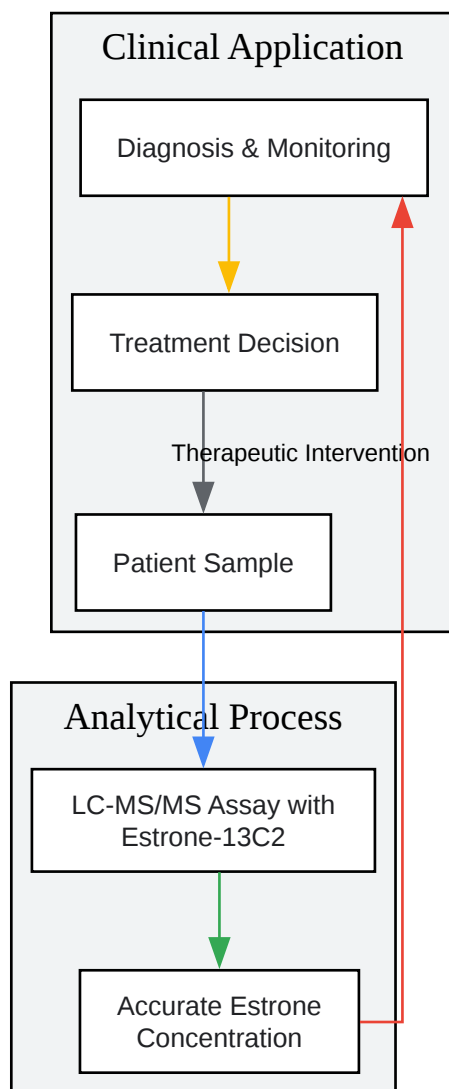 Clinical Application
Diagnosis & Monitoring
Treatment Decision
Therapeutic Intervention
Patient Sample
Analytical Process
LC-MS/MS Assay with
Estrone-13C2
Accurate Estrone
Concentration